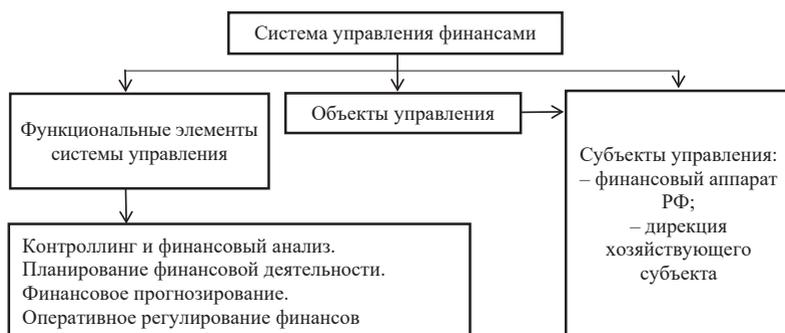 Система управления финансами
Функциональные элементы
системы управления
Объекты управления
Субъекты управления:
– финансовый аппарат
РФ;
– дирекция
хозяйствующего
субъекта
Контроллинг и финансовый анализ.
Планирование финансовой деятельности.
Финансовое прогнозирование.
Оперативное регулирование финансов